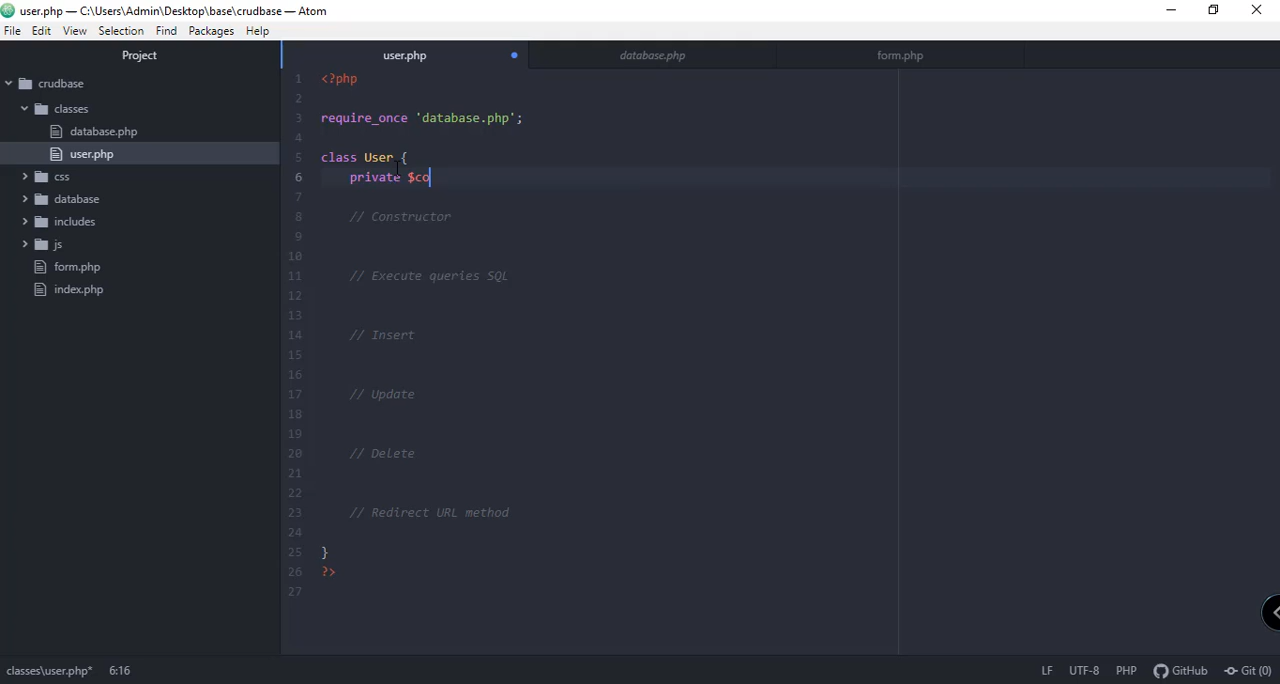 user.php — C:\Users\Admin\Desktop\base\crudbase — Atom
File Edit View Selection Find Packages Help
Project
crudbase
classes
database.php
user.php
css
database
includes
js
form.php
index.php
user.php database.php form.php
1 <?php
2
3 require_once 'database.php';
4
5 class User {
6 private $co
7
8 // Constructor
9
10
11 // Execute queries SQL
12
13
14 // Insert
15
16
17 // Update
18
19
20 // Delete
21
22
23 // Redirect URL method
24
25 }
26 ?>
27
classes\user.php* 6:16 LF UTF-8 PHP GitHub Git (0)